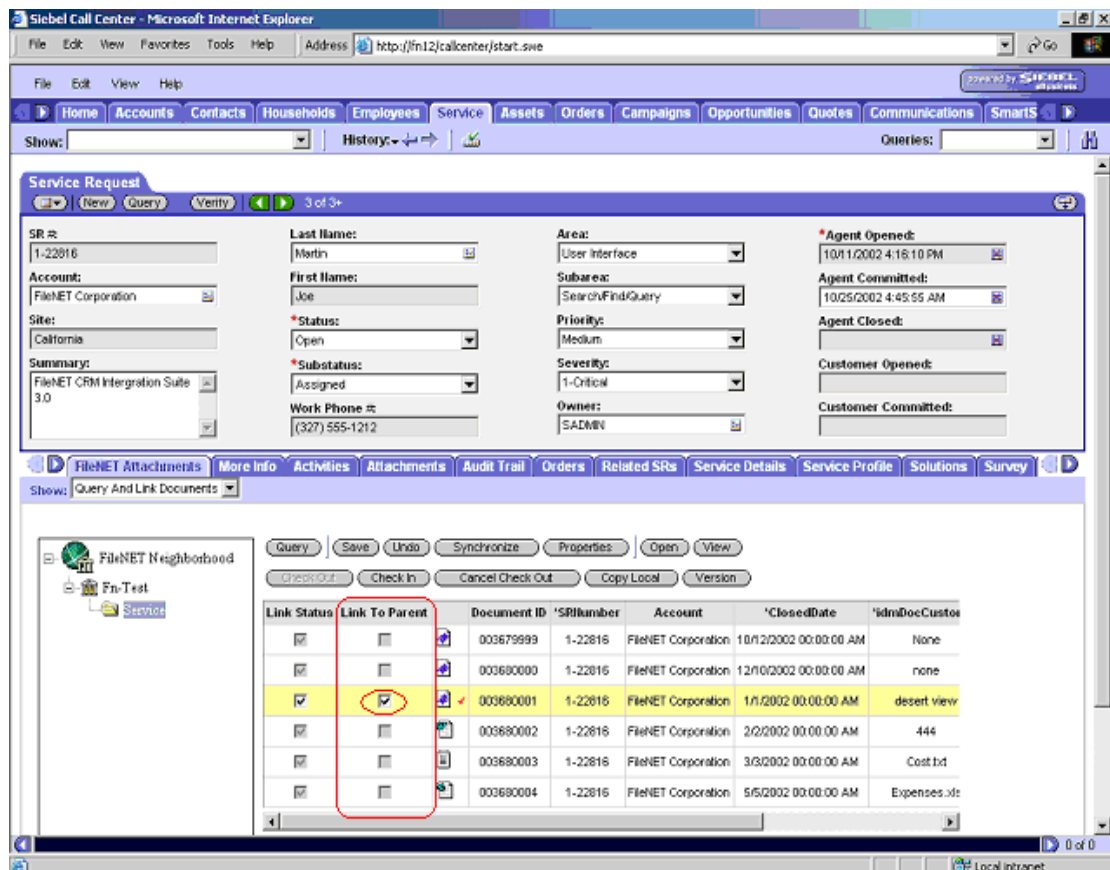 Siebel Call Center - Microsoft Internet Explorer
File Edit View Favorites Tools Help Address http://fn12/callcenter/start.swe Go
File Edit View Help powered by SIEBEL
Home Accounts Contacts Households Employees Service Assets Orders Campaigns Opportunities Quotes Communications SmartS
Show: History: Queries:
Service Request
New Query Verify 3 of 3+
SR #: Last Name: Area: *Agent Opened:
1-22816 Martin User Interface 10/11/2002 4:16:10 PM
Account: First Name: Subarea: Agent Committed:
FileNET Corporation Joe Search/Find/Query 10/25/2002 4:45:55 AM
Site: *Status: Priority: Agent Closed:
California Open Medium
Summary: *Substatus: Severity: Customer Opened:
FileNET CRM Intergration Suite 3.0 Assigned 1-Critical
Work Phone #: Owner: Customer Committed:
(327) 555-1212 SADMIN
FileNET Attachments More Info Activities Attachments Audit Trail Orders Related SRs Service Details Service Profile Solutions Survey
Show: Query And Link Documents
FileNET Neighborhood
Fn-Test
Service
Query Save Undo Synchronize Properties Open View
Check Out Check In Cancel Check Out Copy Local Version
Link Status Link To Parent Document ID 'SRNumber Account 'ClosedDate 'idmDocCustom
003679999 1-22816 FileNET Corporation 10/12/2002 00:00:00 AM None
003680000 1-22816 FileNET Corporation 12/10/2002 00:00:00 AM none
003680001 1-22816 FileNET Corporation 1/1/2002 00:00:00 AM desert view
003680002 1-22816 FileNET Corporation 2/2/2002 00:00:00 AM 444
003680003 1-22816 FileNET Corporation 3/3/2002 00:00:00 AM Cost.txt
003680004 1-22816 FileNET Corporation 5/5/2002 00:00:00 AM Expenses.xls
0 of 0
Local intranet